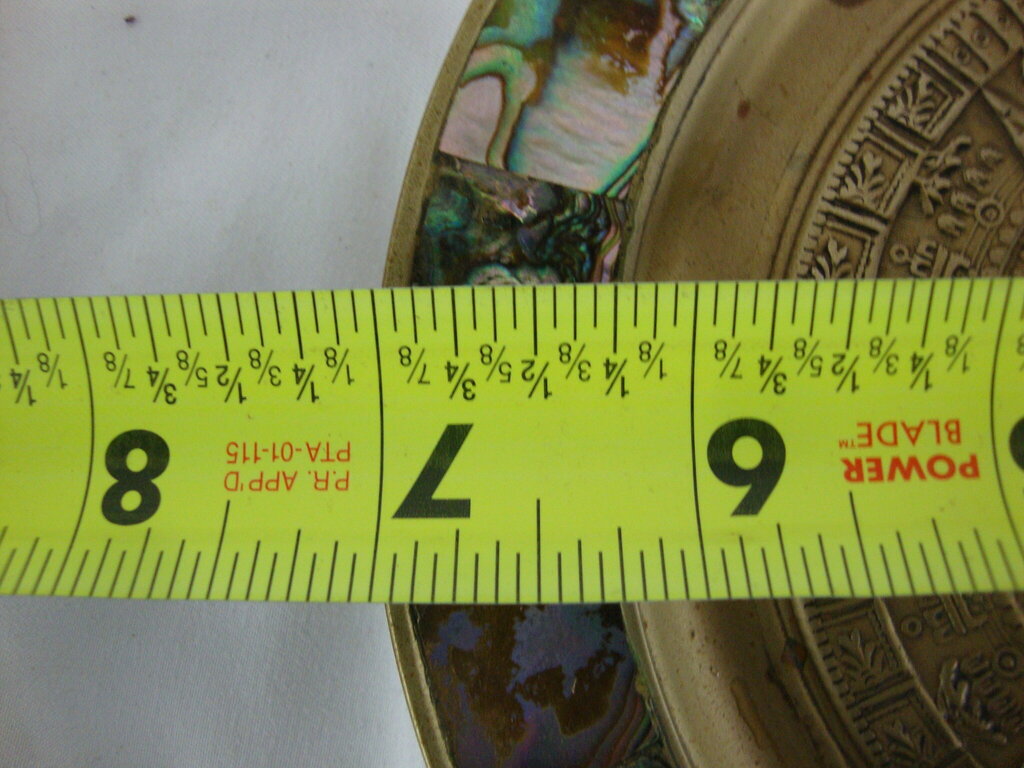 1/4 1/8 7/8 3/4 5/8 1/2 3/8 1/4 1/8 7/8 3/4 5/8 1/2 3/8 1/4 1/8 7/8 3/4 5/8 1/2 3/8 1/4 1/8
8 7 6
P.R. APP'D
PTA-01-115
POWER
BLADE™